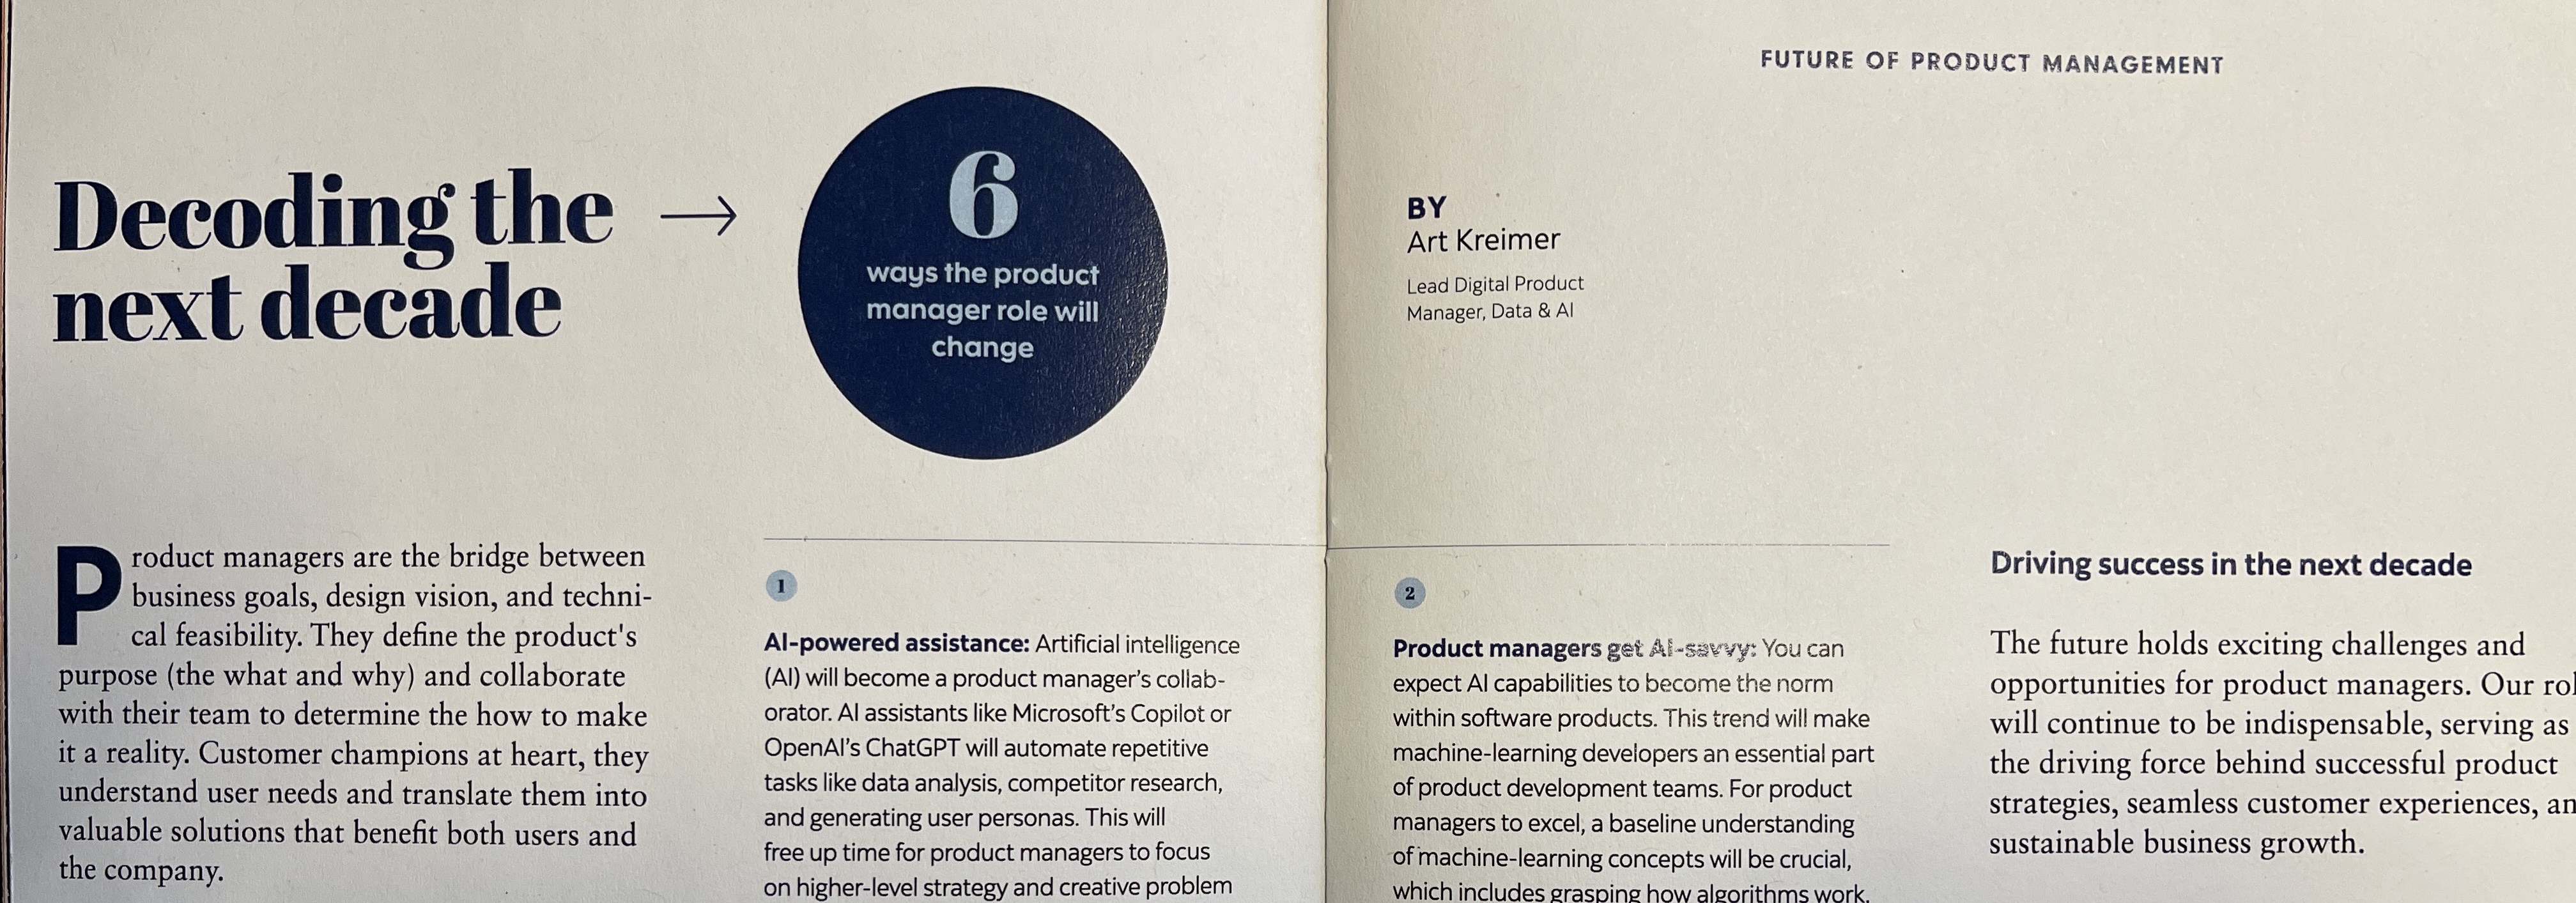 FUTURE OF PRODUCT MANAGEMENT
Decoding the
next decade
→
6
ways the product
manager role will
change
BY
Art Kreimer
Lead Digital Product
Manager, Data & AI
Product managers are the bridge between
business goals, design vision, and techni-
cal feasibility. They define the product's
purpose (the what and why) and collaborate
with their team to determine the how to make
it a reality. Customer champions at heart, they
understand user needs and translate them into
valuable solutions that benefit both users and
the company.
1
AI-powered assistance: Artificial intelligence
(AI) will become a product manager’s collab-
orator. AI assistants like Microsoft’s Copilot or
OpenAI’s ChatGPT will automate repetitive
tasks like data analysis, competitor research,
and generating user personas. This will
free up time for product managers to focus
on higher-level strategy and creative problem
2
Product managers get AI-savvy: You can
expect AI capabilities to become the norm
within software products. This trend will make
machine-learning developers an essential part
of product development teams. For product
managers to excel, a baseline understanding
of machine-learning concepts will be crucial,
which includes grasping how algorithms work,
Driving success in the next decade
The future holds exciting challenges and
opportunities for product managers. Our
will continue to be indispensable, serving as
the driving force behind successful product
strategies, seamless customer experiences,
sustainable business growth.